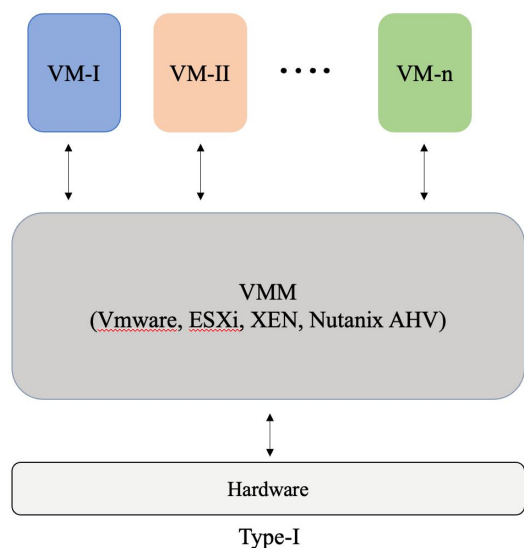 VM-I VM-II .... VM-n
VMM
(Vmware, ESXi, XEN, Nutanix AHV)
Hardware
Type-I